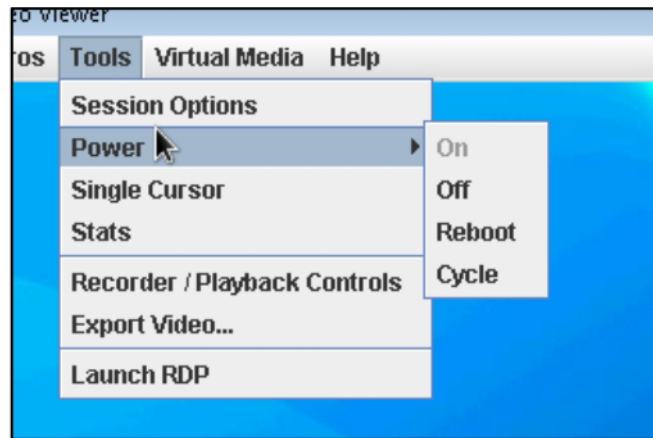 Viewer
Tools Virtual Media Help
Session Options
Power
On
Single Cursor
Off
Stats
Reboot
Cycle
Recorder / Playback Controls
Export Video...
Launch RDP